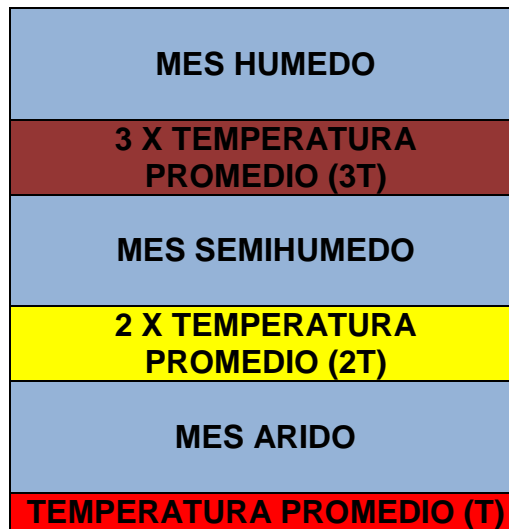 MES HUMEDO
3 X TEMPERATURA
PROMEDIO (3T)
MES SEMIHUMEDO
2 X TEMPERATURA
PROMEDIO (2T)
MES ARIDO
TEMPERATURA PROMEDIO (T)